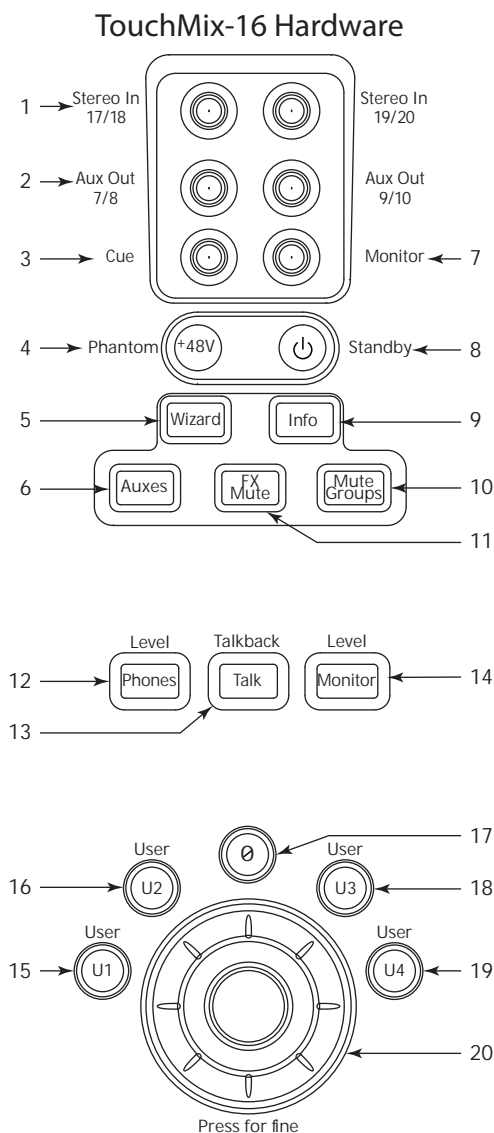 TouchMix-16 Hardware
1
Stereo In
17/18
Stereo In
19/20
2
Aux Out
7/8
Aux Out
9/10
3
Cue
Monitor
7
4
Phantom
+48V
Standby
8
5
Wizard
Info
9
6
Auxes
FX
Mute
Mute
Groups
10
11
Level
Talkback
Level
12
Phones
Talk
Monitor
14
13
17
0
User
User
16
U2
U3
18
User
User
15
U1
U4
19
20
Press for fine